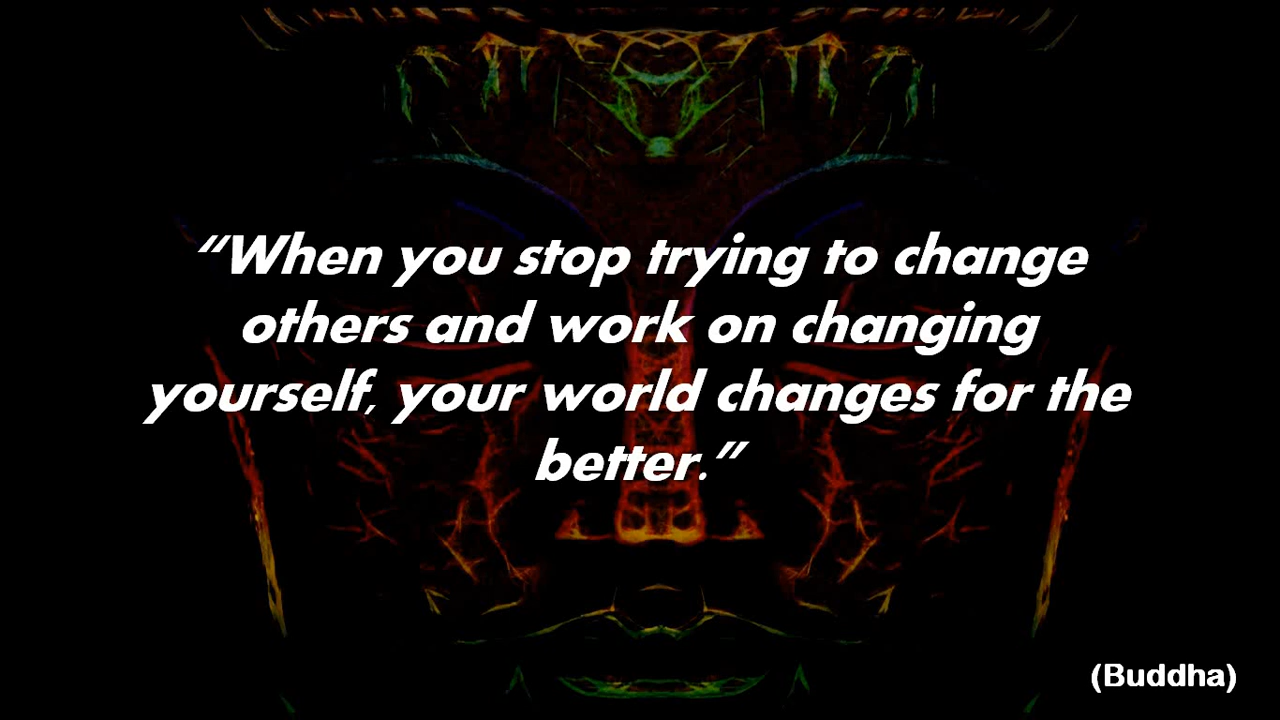 “When you stop trying to change
others and work on changing
yourself, your world changes for the
better.”
(Buddha)